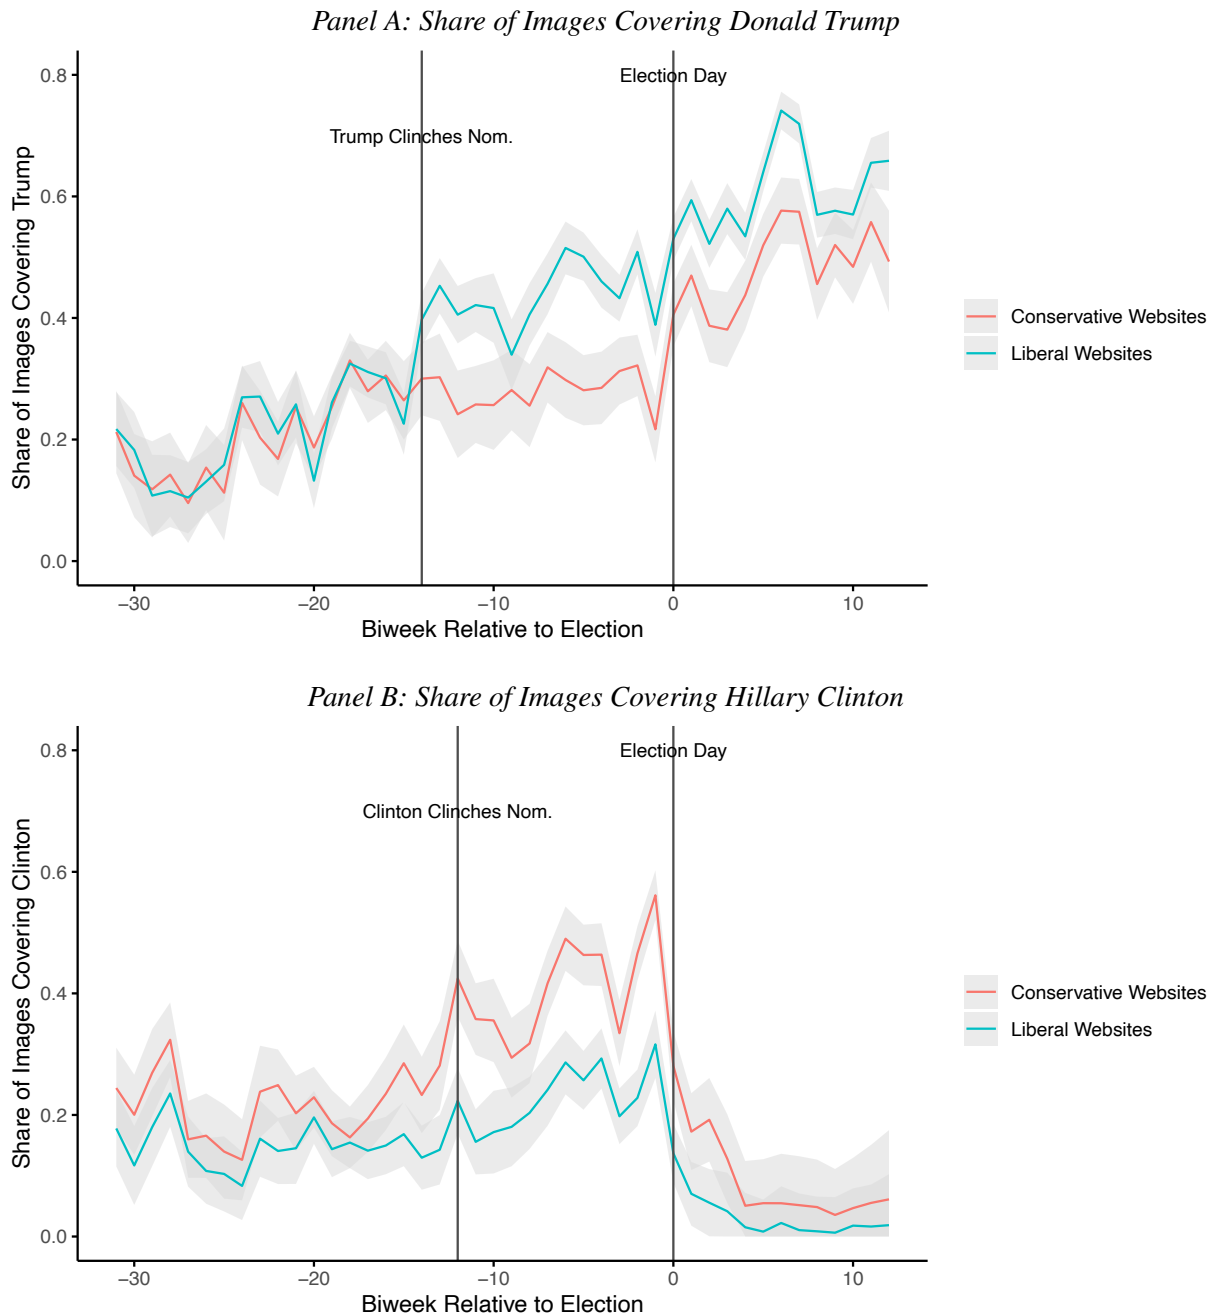 Panel A: Share of Images Covering Donald Trump
Share of Images Covering Trump
0.8
0.6
0.4
0.2
0.0
Election Day
Trump Clinches Nom.
−30
−20
−10
0
10
Biweek Relative to Election
Conservative Websites
Liberal Websites
Panel B: Share of Images Covering Hillary Clinton
Share of Images Covering Clinton
0.8
0.6
0.4
0.2
0.0
Election Day
Clinton Clinches Nom.
−30
−20
−10
0
10
Biweek Relative to Election
Conservative Websites
Liberal Websites